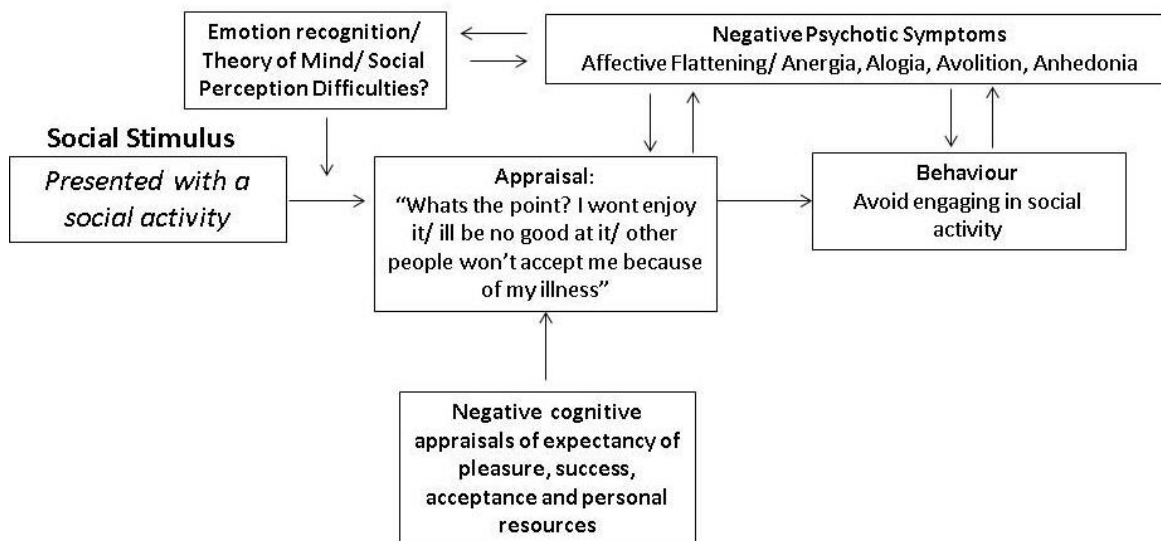 Emotion recognition/
Theory of Mind/ Social
Perception Difficulties?
Negative Psychotic Symptoms
Affective Flattening/ Anergia, Alogia, Avolition, Anhedonia
Social Stimulus
Presented with a
social activity
Appraisal:
“Whats the point? I wont enjoy
it/ ill be no good at it/ other
people won’t accept me because
of my illness”
Behaviour
Avoid engaging in social
activity
Negative cognitive
appraisals of expectancy of
pleasure, success,
acceptance and personal
resources